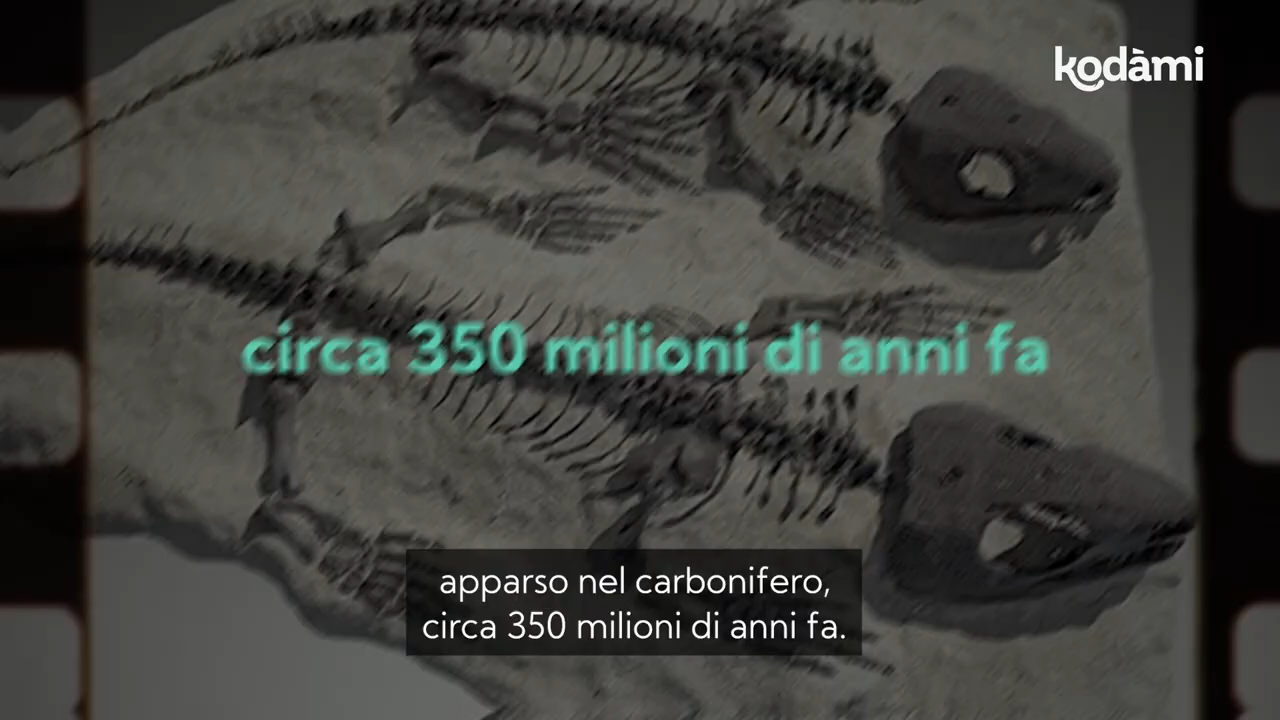 kodàmi
circa 350 milioni di anni fa
apparso nel carbonifero,
circa 350 milioni di anni fa.